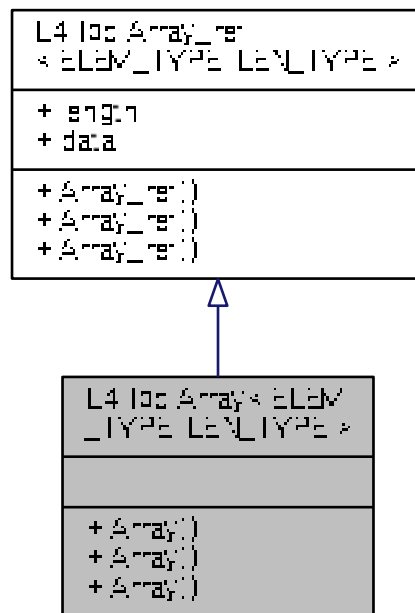 L4::Ipc::Array_ref
< ELEM_TYPE, LEN_TYPE >
+ length
+ data
+ Array_ref()
+ Array_ref()
+ Array_ref()
L4::Ipc::Array< ELEM
_TYPE, LEN_TYPE >
+ Array()
+ Array()
+ Array()